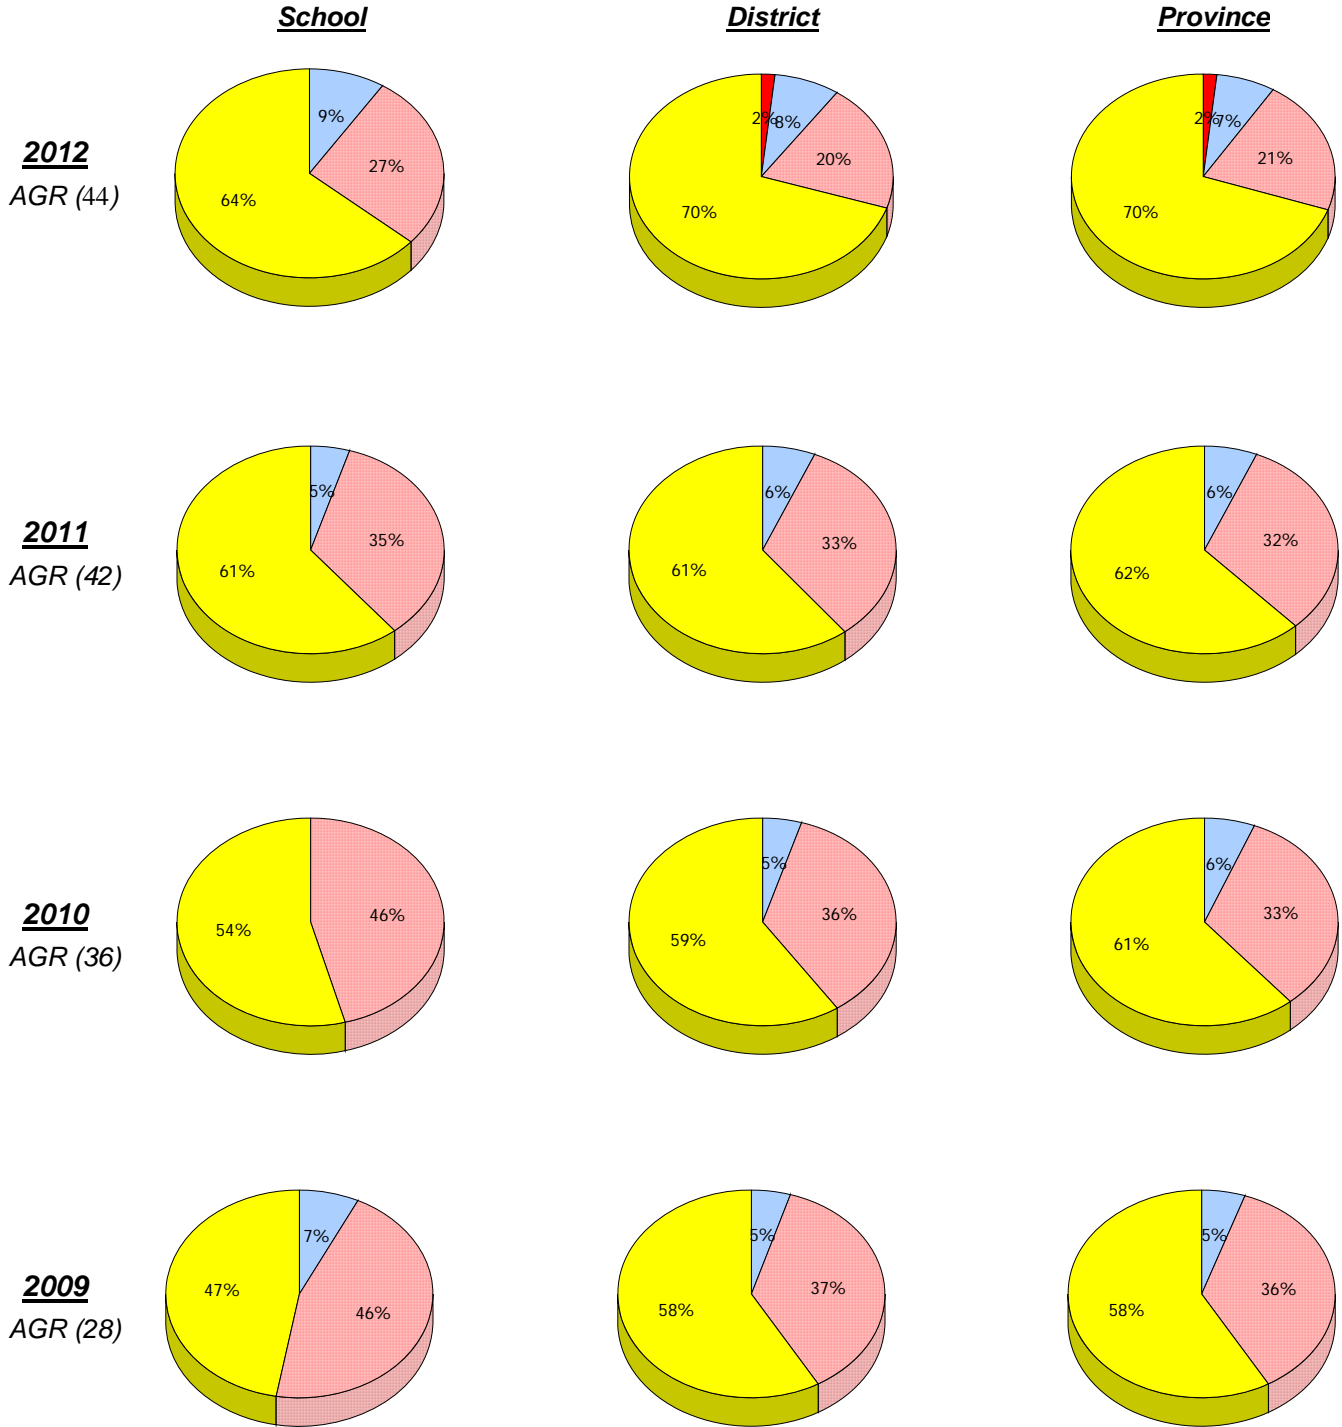 School District Province
9% 27% 64%
2% 8% 20% 70%
2% 7% 21% 70%
2012
AGR (44)
5% 35% 61%
6% 33% 61%
6% 32% 62%
2011
AGR (42)
46% 54%
5% 36% 59%
6% 33% 61%
2010
AGR (36)
7% 46% 47%
5% 37% 58%
5% 36% 58%
2009
AGR (28)